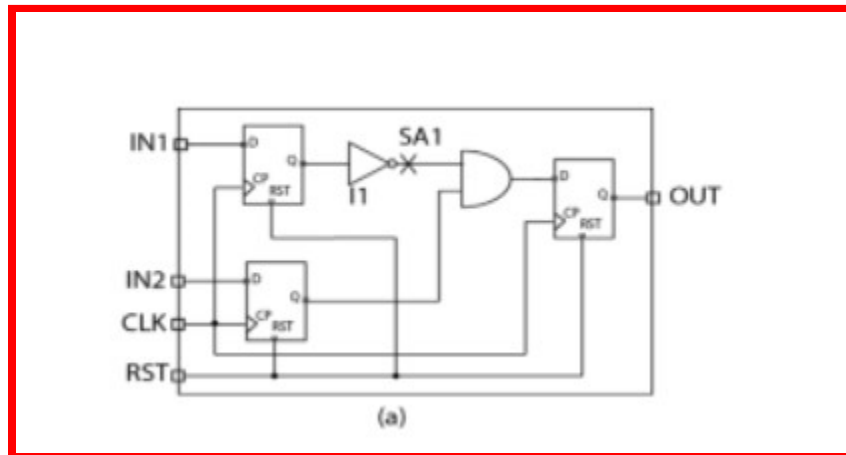 SA1
IN1
D
Q
CP
RST
I1
D
Q
CP
RST
OUT
IN2
D
Q
CP
RST
CLK
RST
(a)